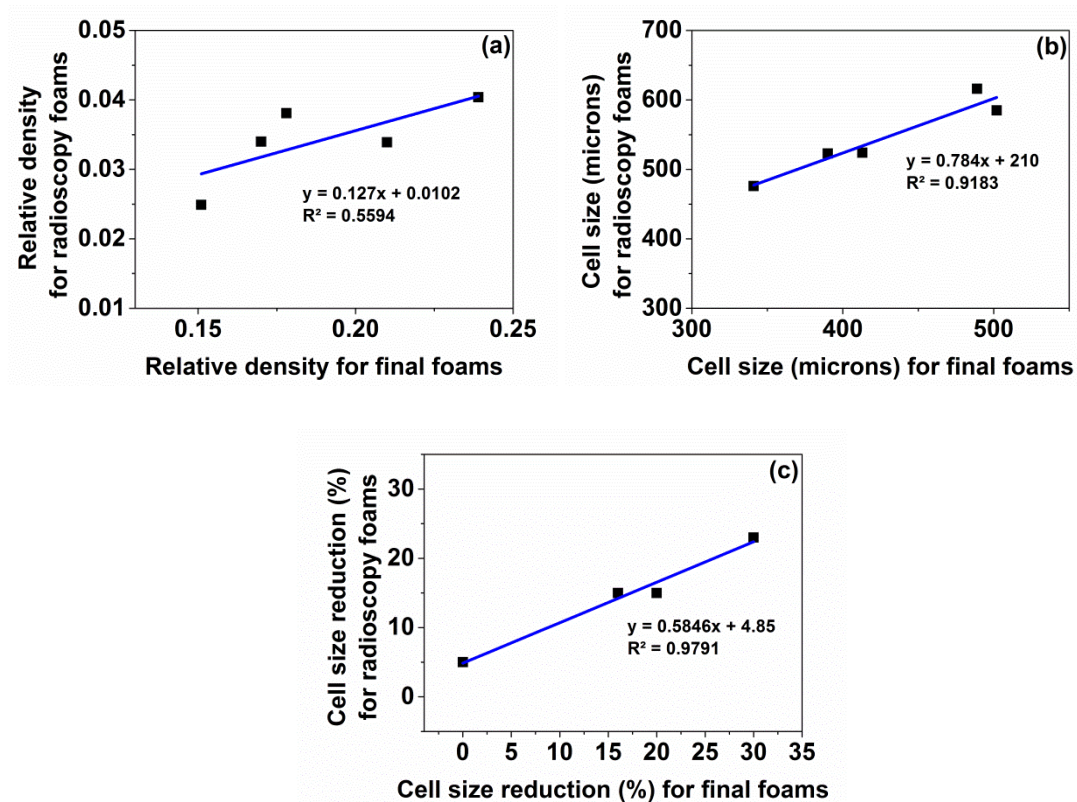 (a)
Relative density
for radioscopy foams
0.05
0.04
0.03
0.02
0.01
y = 0.127x + 0.0102
R² = 0.5594
0.15 0.20 0.25
Relative density for final foams
(b)
Cell size (microns)
for radioscopy foams
700
600
500
400
300
y = 0.784x + 210
R² = 0.9183
300 400 500
Cell size (microns) for final foams
(c)
Cell size reduction (%)
for radioscopy foams
30
20
10
0
y = 0.5846x + 4.85
R² = 0.9791
0 5 10 15 20 25 30 35
Cell size reduction (%) for final foams